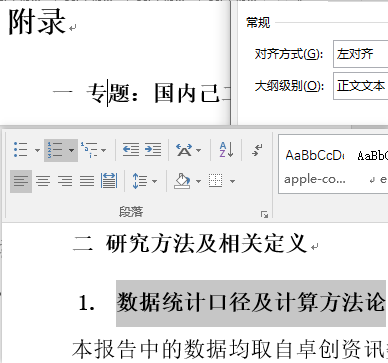 附录
常规
对齐方式(G): 左对齐
大纲级别(O): 正文文本
一 专题：国内己二
AaBbCcDc AaBbC
apple-co... e
段落
二 研究方法及相关定义
1. 数据统计口径及计算方法论
本报告中的数据均取自卓创资讯